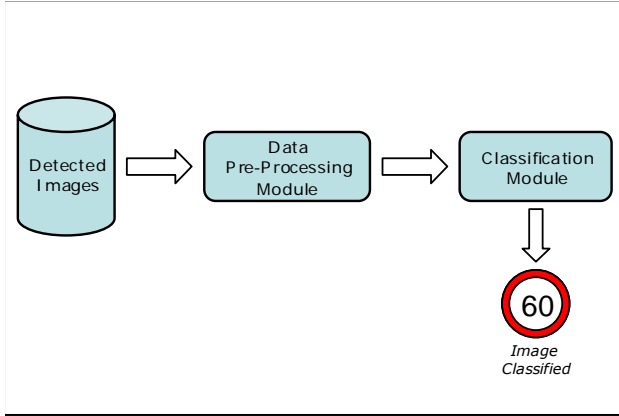 Detected
Images
Data
Pre-Processing
Module
Classification
Module
60
Image
Classified